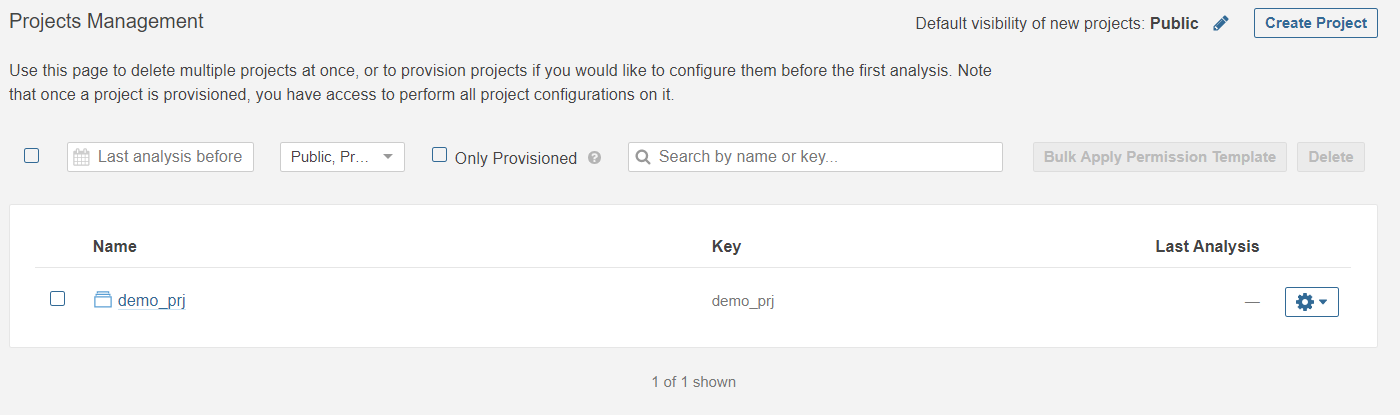 Projects Management
Default visibility of new projects: Public
Create Project
Use this page to delete multiple projects at once, or to provision projects if you would like to configure them before the first analysis. Note
that once a project is provisioned, you have access to perform all project configurations on it.
Last analysis before
Public, Pr...
Only Provisioned ?
Search by name or key...
Bulk Apply Permission Template
Delete
Name Key Last Analysis
demo_prj demo_prj —
1 of 1 shown